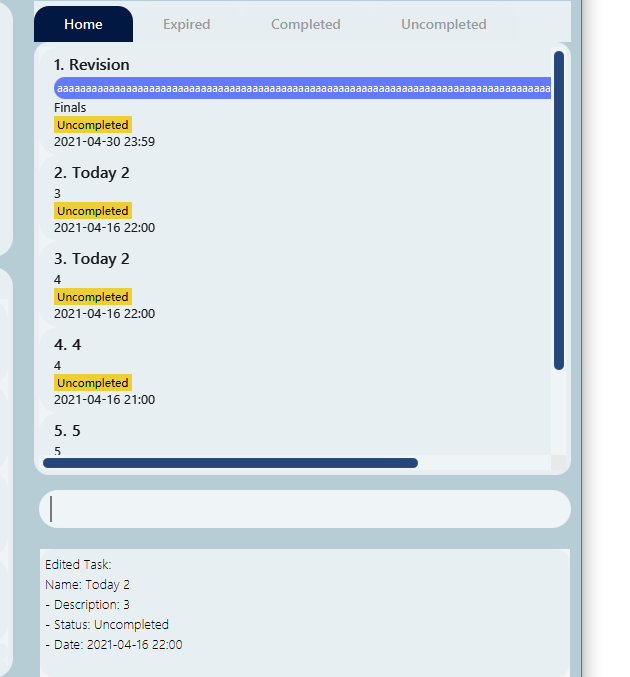 Home Expired Completed Uncompleted
1. Revision
Finals
Uncompleted
2021-04-30 23:59
2. Today 2
3
Uncompleted
2021-04-16 22:00
3. Today 2
4
Uncompleted
2021-04-16 22:00
4. 4
4
Uncompleted
2021-04-16 21:00
5. 5
5
Edited Task:
Name: Today 2
- Description: 3
- Status: Uncompleted
- Date: 2021-04-16 22:00